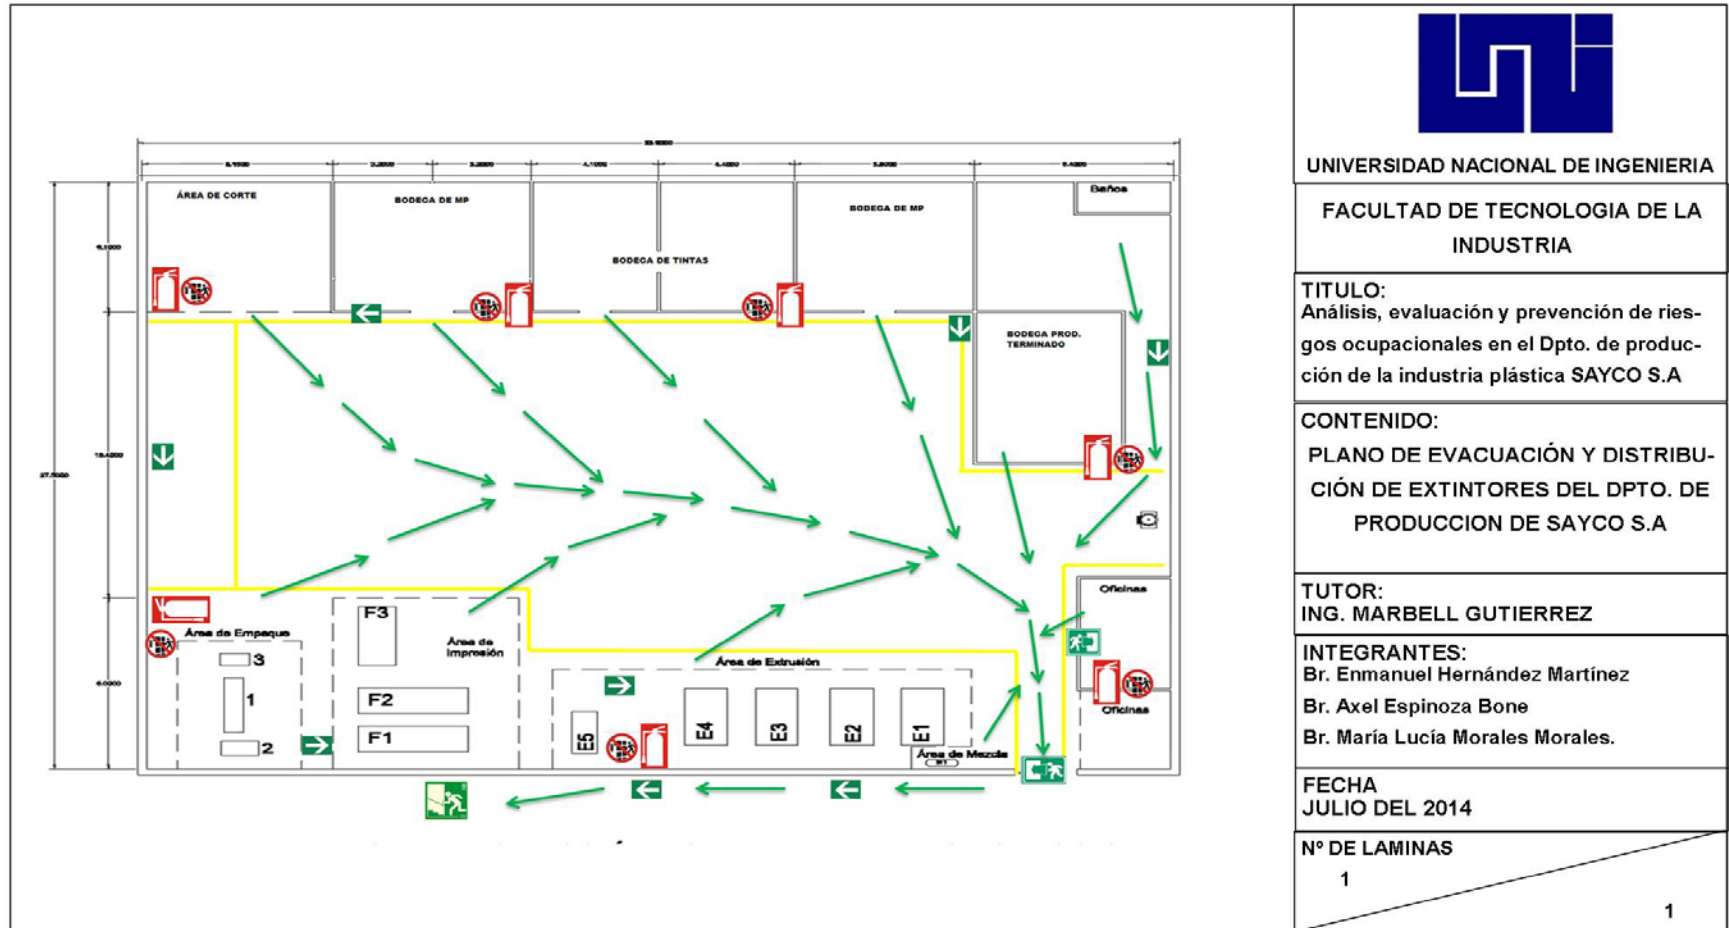 ÁREA DE CORTE
BODEGA DE MP
BODEGA DE TINTAS
BODEGA DE MP
Baños
BODEGA PROD.
TERMINADO
Área de Empaque
3
1
2
F3
F2
F1
Área de
Impresión
Área de Extrusión
E5
E4
E3
E2
E1
Área de Mezcla
Oficinas
Oficinas
UNIVERSIDAD NACIONAL DE INGENIERIA
FACULTAD DE TECNOLOGIA DE LA
INDUSTRIA
TITULO:
Análisis, evaluación y prevención de ries-
gos ocupacionales en el Dpto. de produc-
ción de la industria plástica SAYCO S.A
CONTENIDO:
PLANO DE EVACUACIÓN Y DISTRIBU-
CIÓN DE EXTINTORES DEL DPTO. DE
PRODUCCION DE SAYCO S.A
TUTOR:
ING. MARBELL GUTIERREZ
INTEGRANTES:
Br. Enmanuel Hernández Martínez
Br. Axel Espinoza Bone
Br. María Lucía Morales Morales.
FECHA
JULIO DEL 2014
Nº DE LAMINAS
1
1